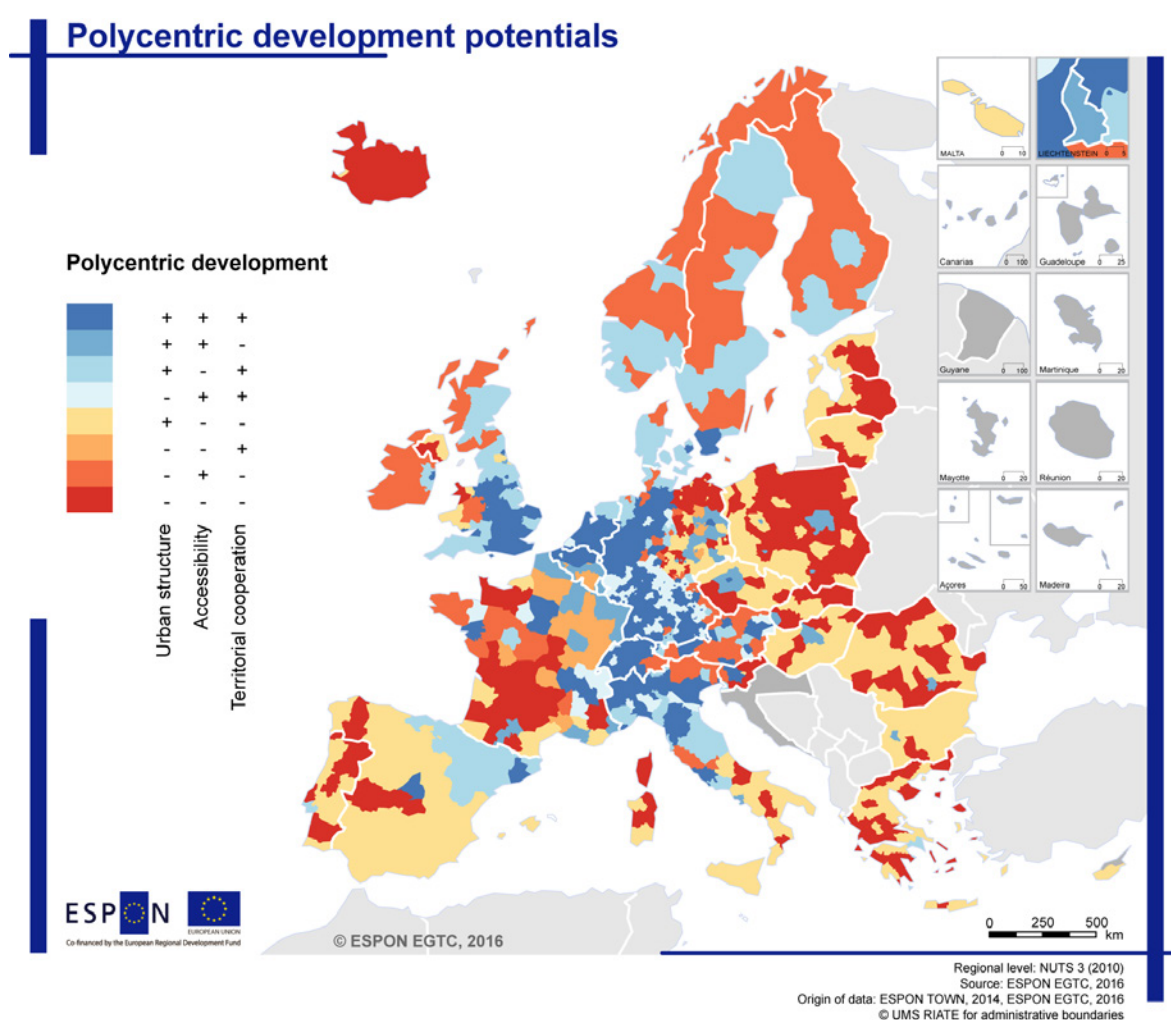 Polycentric development potentials
MALTA 0 10
LIECHTENSTEIN 0 5
Canarias 0 100
Guadeloupe 0 25
Guyane 0 100
Martinique 0 20
Mayotte 0 20
Réunion 0 20
Açores 0 50
Madeira 0 20
Polycentric development
+ + +
+ + -
+ - +
- + +
+ - -
- - +
- + -
- - -
Urban structure
Accessibility
Territorial cooperation
ESPON
EUROPEAN UNION
Co-financed by the European Regional Development Fund
© ESPON EGTC, 2016
0 250 500
km
Regional level: NUTS 3 (2010)
Source: ESPON EGTC, 2016
Origin of data: ESPON TOWN, 2014, ESPON EGTC, 2016
© UMS RIATE for administrative boundaries